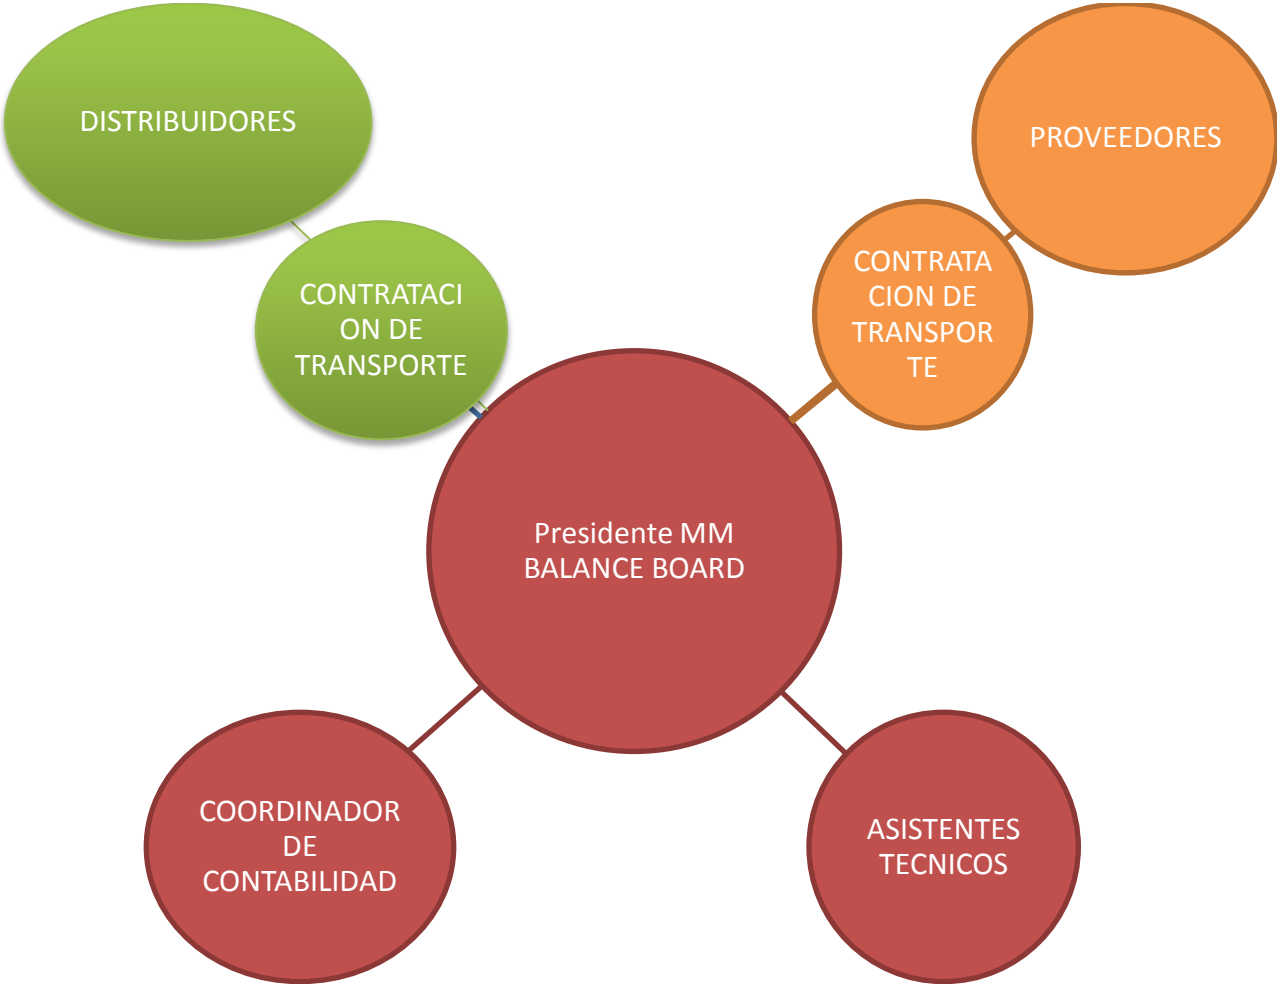 DISTRIBUIDORES
PROVEEDORES
CONTRATACI
ON DE
TRANSPORTE
CONTRATA
CION DE
TRANSPOR
TE
Presidente MM
BALANCE BOARD
COORDINADOR
DE
CONTABILIDAD
ASISTENTES
TECNICOS